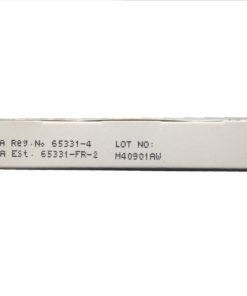 A Reg.No 65331-4 LOT NO:
A Est. 65331-FR-2 M40901AW